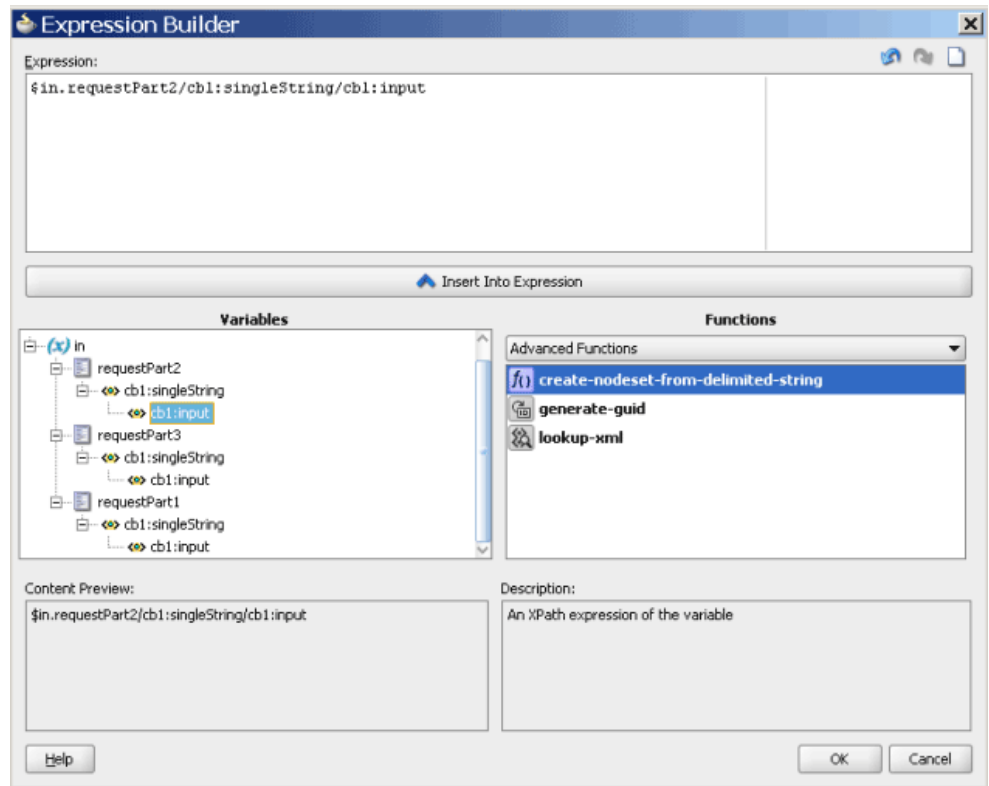 Expression Builder
Expression:
$in.requestPart2/cb1:singleString/cb1:input
Insert Into Expression
Variables
(x) in
requestPart2
cb1:singleString
cb1:input
requestPart3
cb1:singleString
cb1:input
requestPart1
cb1:singleString
cb1:input
Functions
Advanced Functions
f() create-nodeset-from-delimited-string
generate-guid
lookup-xml
Content Preview:
$in.requestPart2/cb1:singleString/cb1:input
Description:
An XPath expression of the variable
Help
OK
Cancel